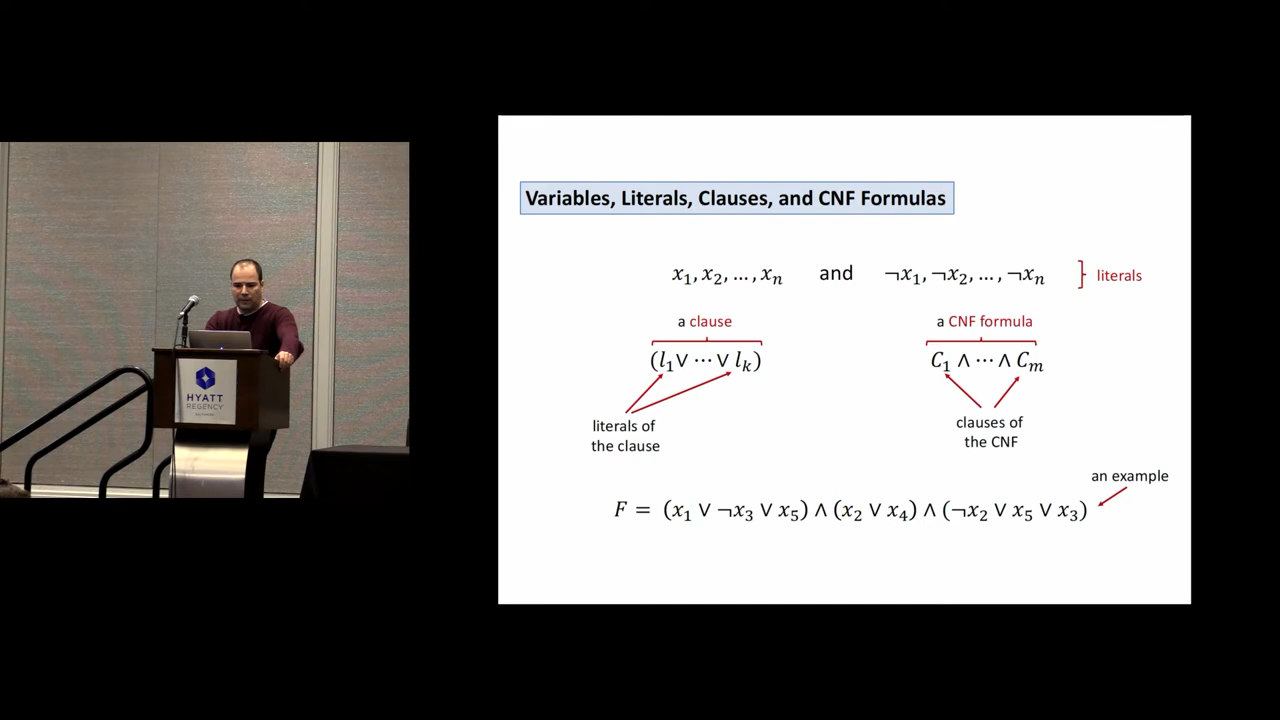 Variables, Literals, Clauses, and CNF Formulas
x₁, x₂, …, xₙ and ¬x₁, ¬x₂, …, ¬xₙ } literals
a clause
a CNF formula
(l₁∨ ⋯ ∨ lₖ)
C₁ ∧ ⋯ ∧ Cₘ
literals of
the clause
clauses of
the CNF
an example
F = (x₁ ∨ ¬x₃ ∨ x₅) ∧ (x₂ ∨ x₄) ∧ (¬x₂ ∨ x₅ ∨ x₃)
HYATT
REGENCY